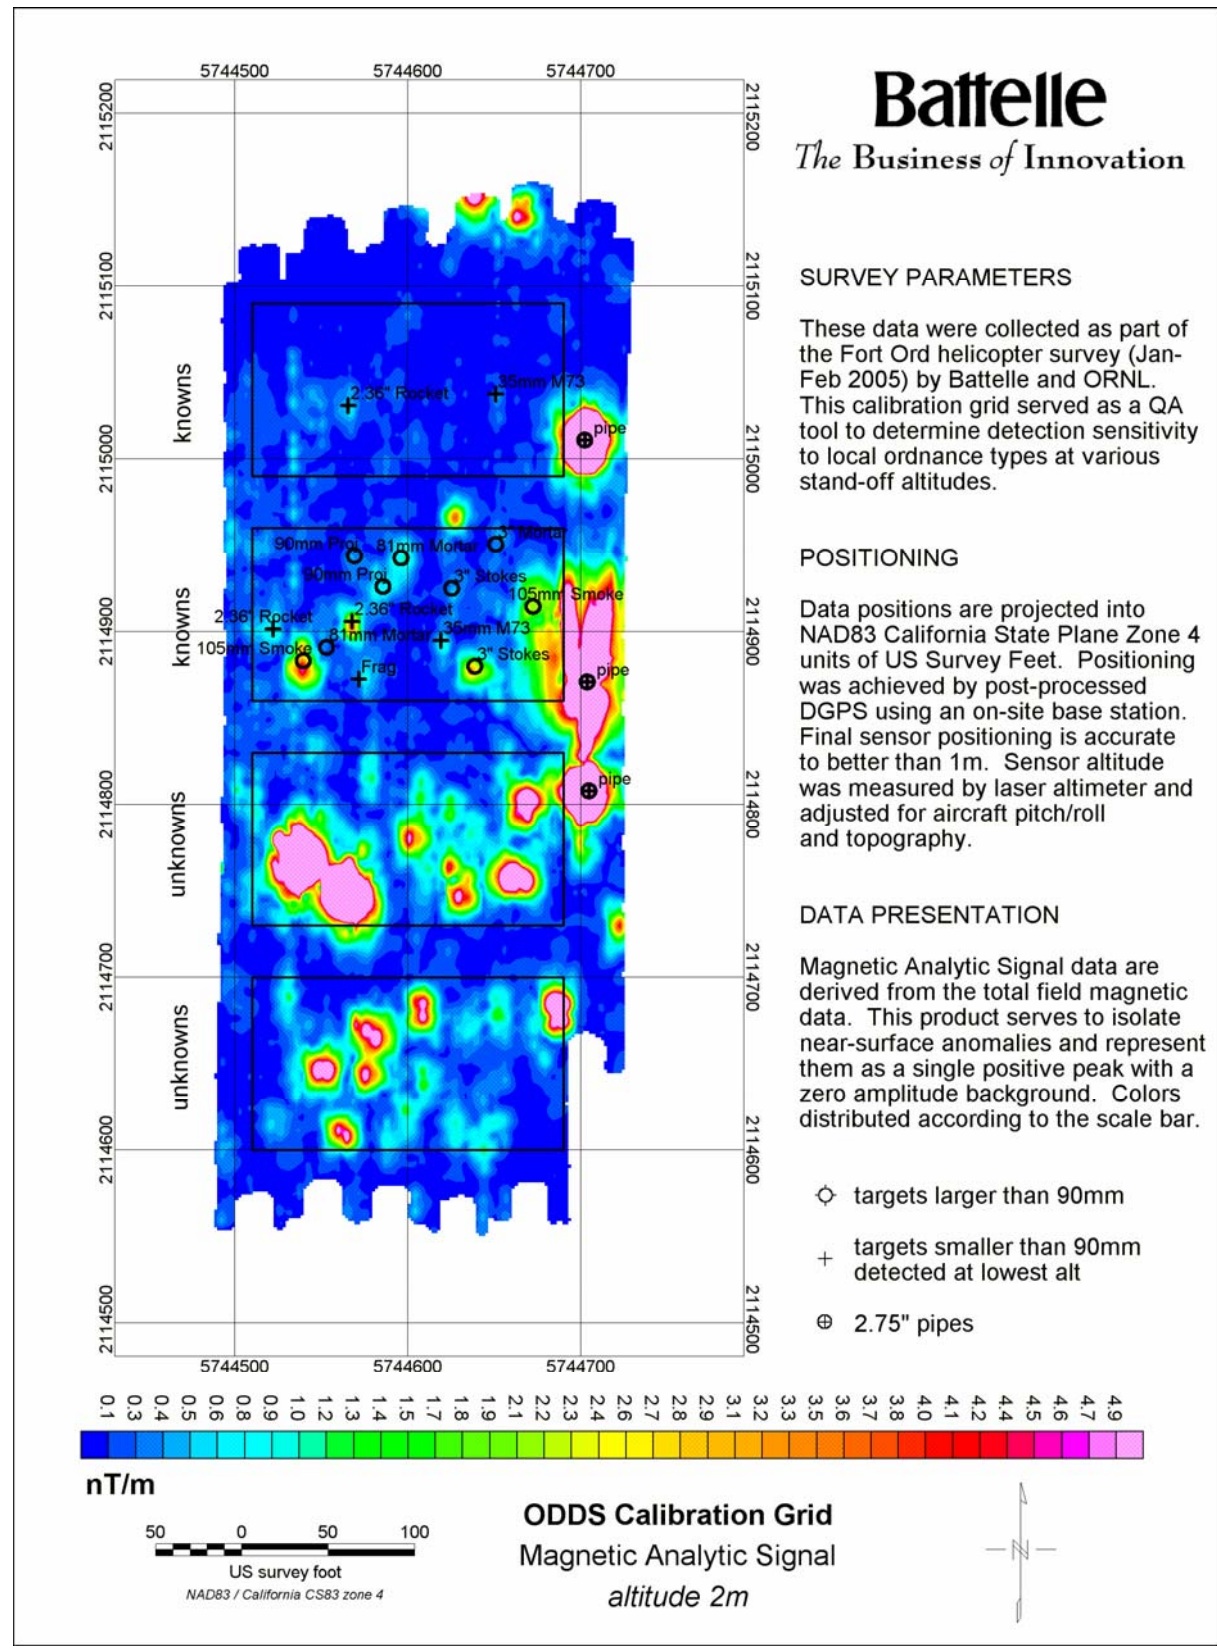 5744500 5744600 5744700
2115200 2115200
2115100 2115100
2115000 2115000
2114900 2114900
2114800 2114800
2114700 2114700
2114600 2114600
2114500 2114500
5744500 5744600 5744700
knowns
knowns
unknowns
unknowns
2.36" Rocket
35mm M73
pipe
3" Mortar
90mm Proj
81mm Mortar
90mm Proj
3" Stokes
105mm Smoke
2.36" Rocket
2.36" Rocket
35mm M73
81mm Mortar
105mm Smoke
3" Stokes
Frag
pipe
pipe
Battelle
The Business of Innovation
SURVEY PARAMETERS
These data were collected as part of
the Fort Ord helicopter survey (Jan-
Feb 2005) by Battelle and ORNL.
This calibration grid served as a QA
tool to determine detection sensitivity
to local ordnance types at various
stand-off altitudes.
POSITIONING
Data positions are projected into
NAD83 California State Plane Zone 4
units of US Survey Feet. Positioning
was achieved by post-processed
DGPS using an on-site base station.
Final sensor positioning is accurate
to better than 1m. Sensor altitude
was measured by laser altimeter and
adjusted for aircraft pitch/roll
and topography.
DATA PRESENTATION
Magnetic Analytic Signal data are
derived from the total field magnetic
data. This product serves to isolate
near-surface anomalies and represent
them as a single positive peak with a
zero amplitude background. Colors
distributed according to the scale bar.
targets larger than 90mm
targets smaller than 90mm
detected at lowest alt
2.75" pipes
0.1 0.3 0.4 0.6 0.7 0.9 1.0 1.2 1.3 1.4 1.5 1.7 1.8 1.9 2.1 2.2 2.3 2.4 2.6 2.7 2.8 2.9 3.1 3.2 3.3 3.4 3.6 3.7 3.8 4.0 4.1 4.2 4.4 4.5 4.6 4.7 4.8 4.9
nT/m
50 0 50 100
US survey foot
NAD83 / California CS83 zone 4
ODDS Calibration Grid
Magnetic Analytic Signal
altitude 2m
N